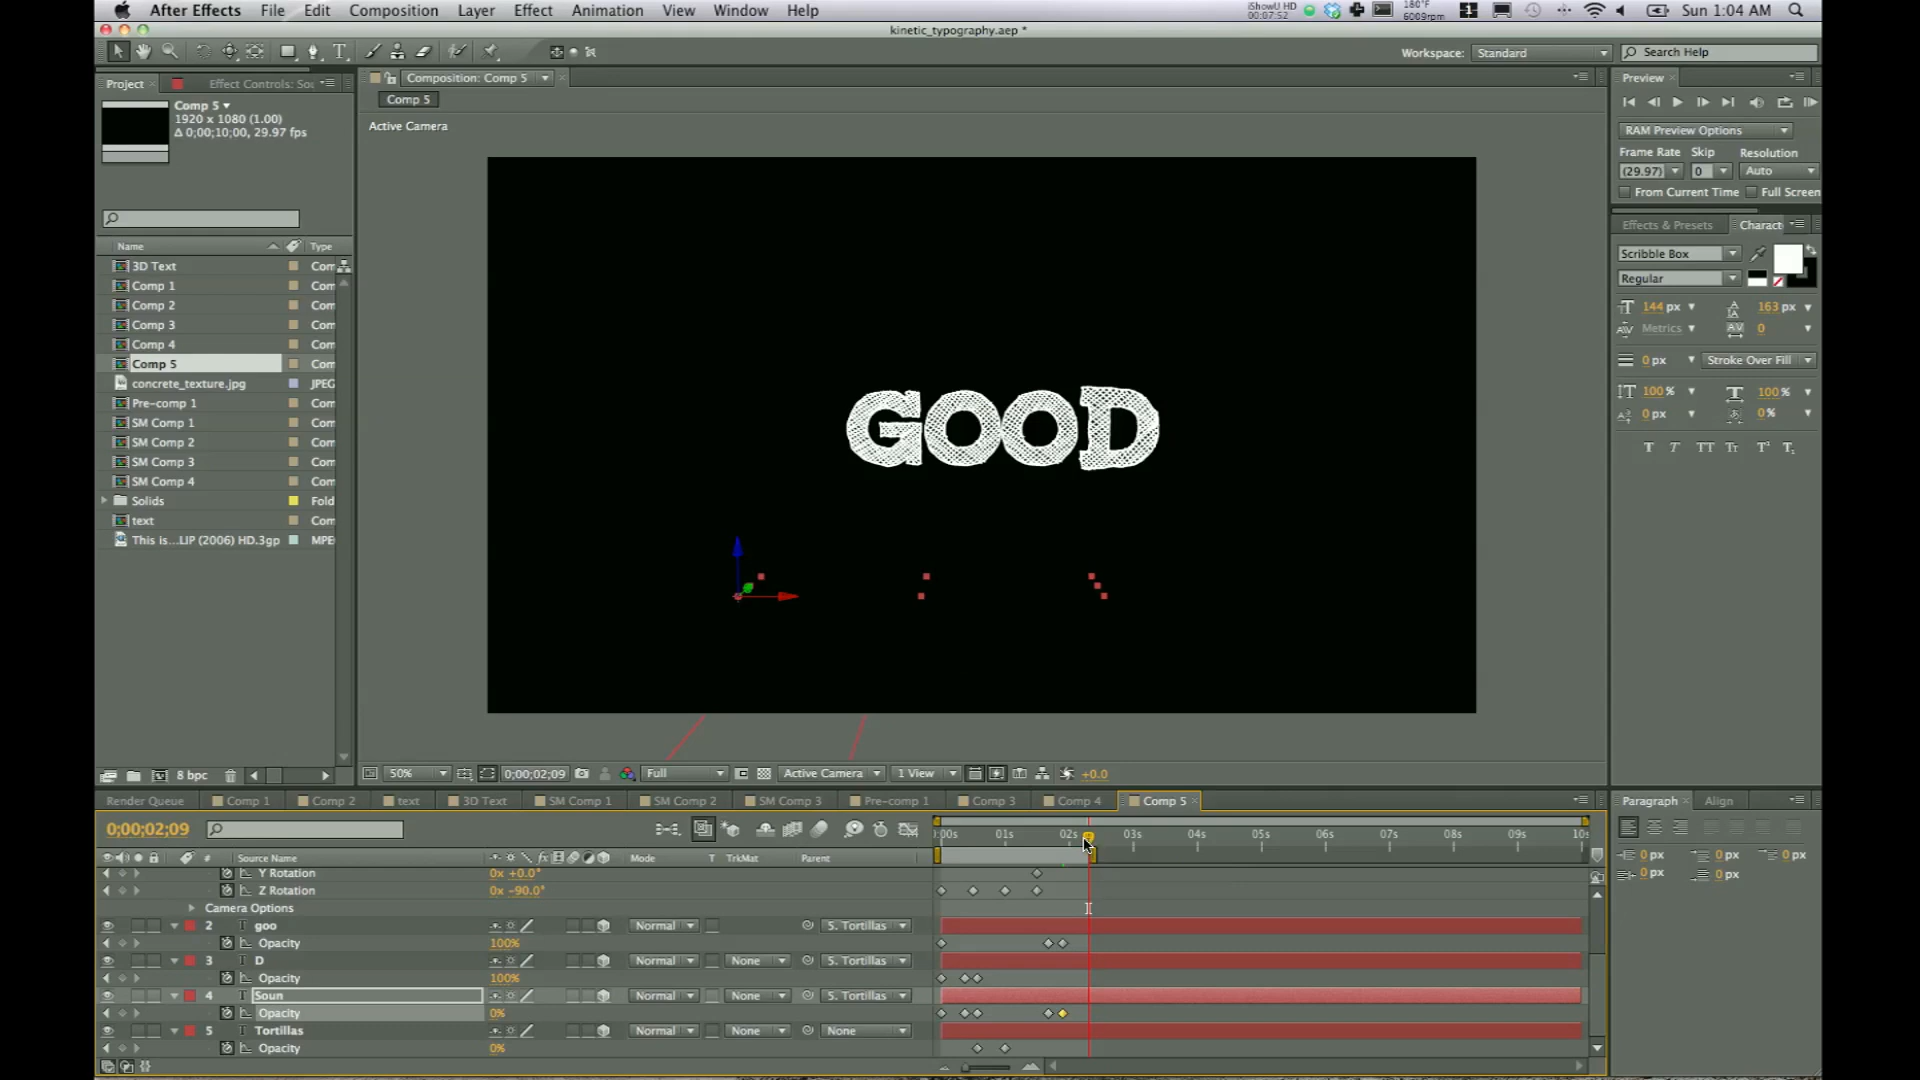 After Effects File Edit Composition Layer Effect Animation View Window Help iShowU HD 00:07:52 180°F 6009rpm 1 Sun 1:04 AM
kinetic_typography.aep *
Workspace: Standard Search Help
Project Effect Controls: Sou Composition: Comp 5 Preview
Comp 5
1920 x 1080 (1.00)
Δ 0;00;10;00, 29.97 fps
Comp 5
Active Camera
RAM Preview Options
Frame Rate Skip Resolution
(29.97) 0 Auto
From Current Time Full Screen
Effects & Presets Charact
Name Type
Scribble Box
Regular
3D Text Com
Comp 1 Com
Comp 2 Com
Comp 3 Com
Comp 4 Com
Comp 5 Com
concrete_texture.jpg JPEG
Pre-comp 1 Com
SM Comp 1 Com
SM Comp 2 Com
SM Comp 3 Com
SM Comp 4 Com
Solids Fold
text Com
This is...LIP (2006) HD.3gp MPE
144 px 163 px
Metrics 0
0 px Stroke Over Fill
100 % 100 %
0 px 0 %
T T TT Tr T¹ T₁
GOOD
8 bpc 50% 0;00;02;09 Full Active Camera 1 View +0.0
Render Queue Comp 1 Comp 2 text 3D Text SM Comp 1 SM Comp 2 SM Comp 3 Pre-comp 1 Comp 3 Comp 4 Comp 5 Paragraph Align
0;00;02;09 :00s 01s 02s 03s 04s 05s 06s 07s 08s 09s 10s
# Source Name fx Mode T TrkMat Parent
0 px 0 px 0 px
0 px 0 px
Y Rotation 0x +0.0°
Z Rotation 0x -90.0°
Camera Options
2 T goo Normal 5. Tortillas
Opacity 100%
3 T D Normal None 5. Tortillas
Opacity 100%
4 T Soun Normal None 5. Tortillas
Opacity 0%
5 T Tortillas Normal None None
Opacity 0%